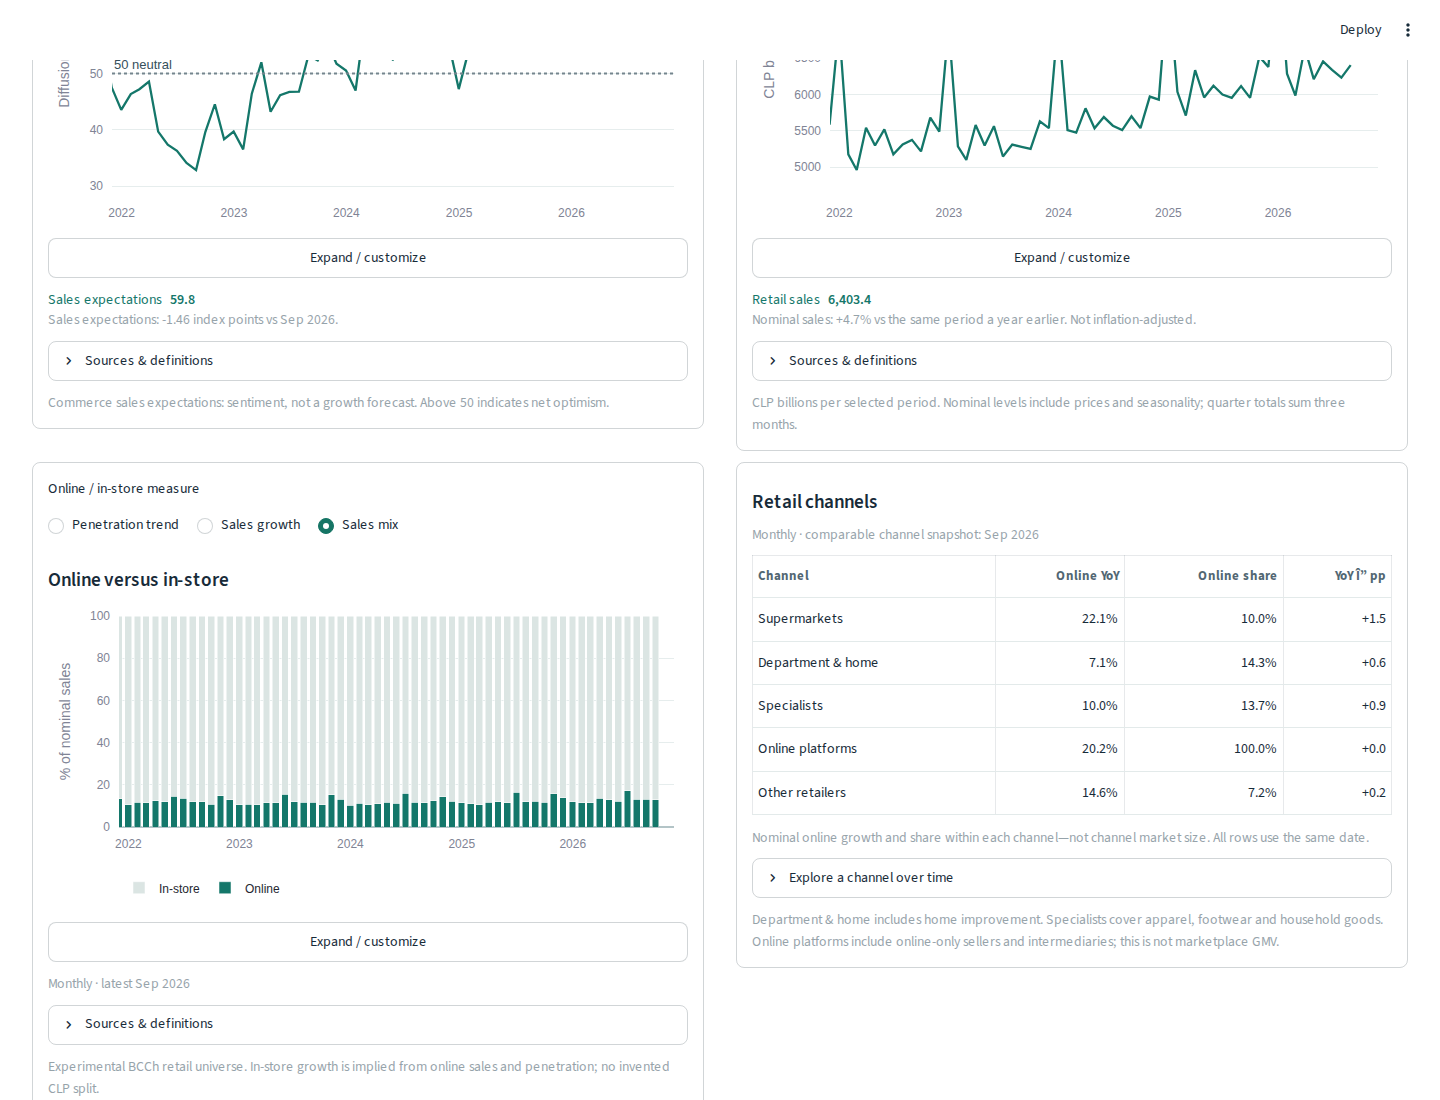 Deploy
Diffusio
50 neutral
50
40
30
2022
2023
2024
2025
2026
Expand / customize
Sales expectations 59.8
Sales expectations: -1.46 index points vs Sep 2026.
Sources & definitions
Commerce sales expectations: sentiment, not a growth forecast. Above 50 indicates net optimism.
CLP b
6000
5500
5000
2022
2023
2024
2025
2026
Expand / customize
Retail sales 6,403.4
Nominal sales: +4.7% vs the same period a year earlier. Not inflation-adjusted.
Sources & definitions
CLP billions per selected period. Nominal levels include prices and seasonality; quarter totals sum three
months.
Online / in-store measure
Penetration trend
Sales growth
Sales mix
Online versus in-store
% of nominal sales
100
80
60
40
20
0
2022
2023
2024
2025
2026
In-store
Online
Expand / customize
Monthly · latest Sep 2026
Sources & definitions
Experimental BCCh retail universe. In-store growth is implied from online sales and penetration; no invented
CLP split.
Retail channels
Monthly · comparable channel snapshot: Sep 2026
Channel Online YoY Online share YoY Î” pp
Supermarkets 22.1% 10.0% +1.5
Department & home 7.1% 14.3% +0.6
Specialists 10.0% 13.7% +0.9
Online platforms 20.2% 100.0% +0.0
Other retailers 14.6% 7.2% +0.2
Nominal online growth and share within each channel—not channel market size. All rows use the same date.
Explore a channel over time
Department & home includes home improvement. Specialists cover apparel, footwear and household goods.
Online platforms include online-only sellers and intermediaries; this is not marketplace GMV.